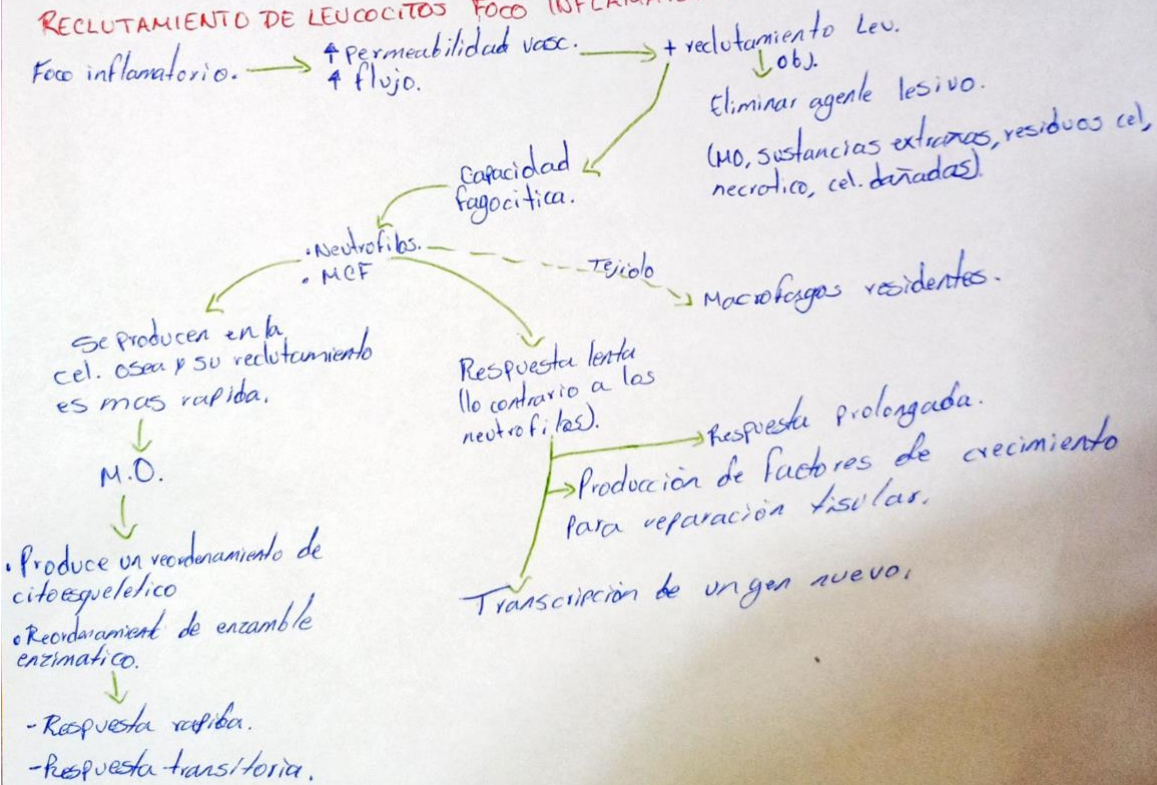 RECLUTAMIENTO DE LEUCOCITOS FOCO
Foco inflamatorio.
↑ permeabilidad vasc.
↑ flujo.
+ reclutamiento Leu.
obj.
Eliminar agente lesivo.
(MO, sustancias extrañas, residuos cel,
necrotico, cel. dañadas).
Capacidad
fagocitica.
• Neutrofilos.
• MCF
Tejido
Macrofagos residentes.
Se producen en la
cel. osea y su reclutamiento
es mas rapida.
M.O.
• Produce un reordenamiento de
citoesqueletico
• Reordenamient de enzamble
enzimatico.
- Respuesta rapiba.
- Respuesta transitoria.
Respuesta lenta
(lo contrario a los
neutrofilos).
Respuesta prolongada.
Producción de factores de crecimiento
para reparación tisular.
Transcripción de un gen nuevo.